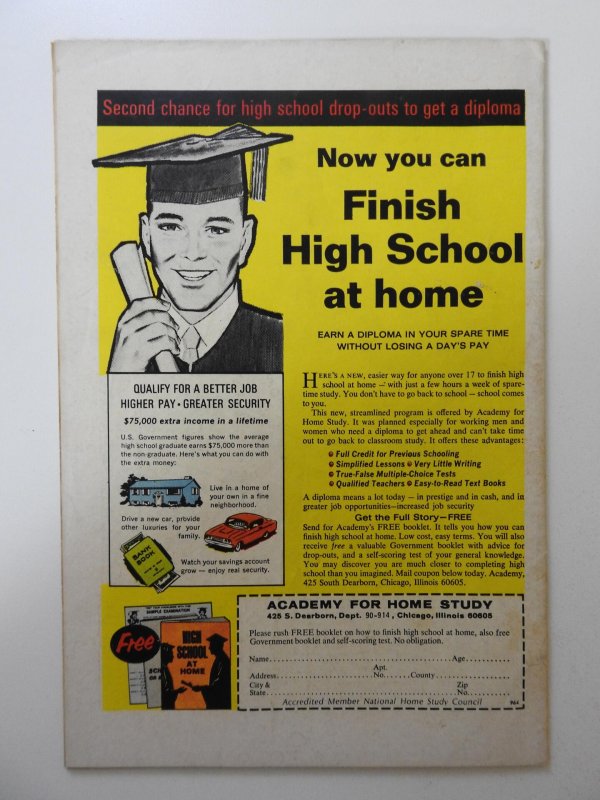 Second chance for high school drop-outs to get a diploma
Now you can
Finish
High School
at home
EARN A DIPLOMA IN YOUR SPARE TIME
WITHOUT LOSING A DAY'S PAY
HERE'S A NEW, easier way for anyone over 17 to finish high
school at home — with just a few hours a week of spare-
time study. You don't have to go back to school — school comes
to you.
This new, streamlined program is offered by Academy for
Home Study. It was planned especially for working men and
women who need a diploma to get ahead and can't take time
out to go back to classroom study. It offers these advantages:
Full Credit for Previous Schooling
Simplified Lessons Very Little Writing
True-False Multiple-Choice Tests
Qualified Teachers Easy-to-Read Text Books
A diploma means a lot today — in prestige and in cash, and in
greater job opportunities—increased job security
Get the Full Story—FREE
Send for Academy's FREE booklet. It tells you how you can
finish high school at home. Low cost, easy terms. You will also
receive free a valuable Government booklet with advice for
drop-outs, and a self-scoring test of your general knowledge.
You may discover you are much closer to completing high
school than you imagined. Mail coupon below today. Academy,
425 South Dearborn, Chicago, Illinois 60605.
QUALIFY FOR A BETTER JOB
HIGHER PAY • GREATER SECURITY
$75,000 extra income in a lifetime
U.S. Government figures show the average
high school graduate earns $75,000 more than
the non-graduate. Here's what you can do with
the extra money:
Live in a home of
your own in a fine
neighborhood.
Drive a new car, provide
other luxuries for your
family.
BANK
BOOK
Watch your savings account
grow — enjoy real security.
Free
SAMPLE EXAMINATION
HIGH
SCHOOL
AT
HOME
ACADEMY FOR HOME STUDY
425 S. Dearborn, Dept. 90-914, Chicago, Illinois 60605
Please rush FREE booklet on how to finish high school at home, also free
Government booklet and self-scoring test. No obligation.
Name Age
Apt.
Address No. County
City & Zip
State No.
Accredited Member National Home Study Council